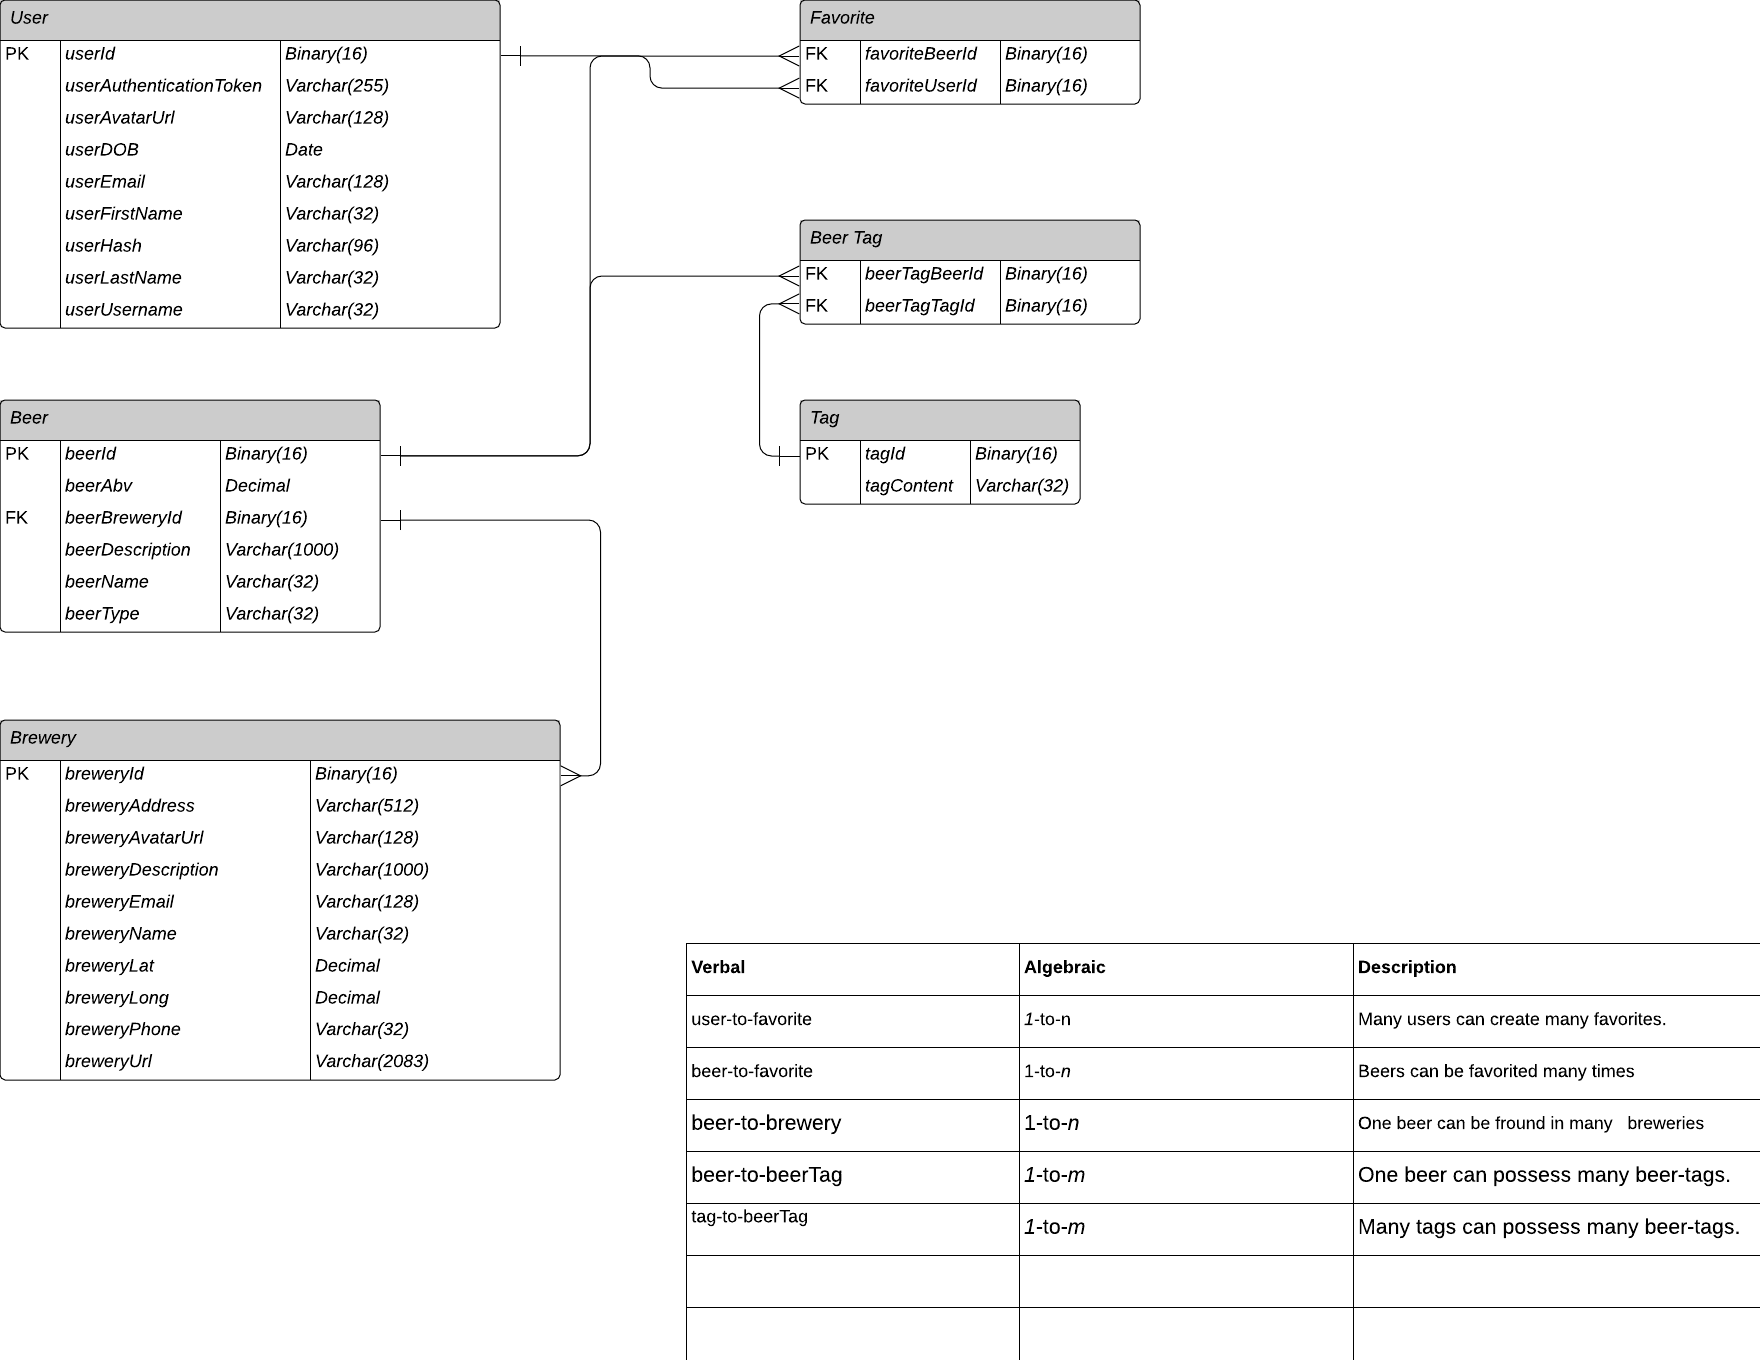 User
PK userId Binary(16)
userAuthenticationToken Varchar(255)
userAvatarUrl Varchar(128)
userDOB Date
userEmail Varchar(128)
userFirstName Varchar(32)
userHash Varchar(96)
userLastName Varchar(32)
userUsername Varchar(32)
Favorite
FK favoriteBeerId Binary(16)
FK favoriteUserId Binary(16)
Beer Tag
FK beerTagBeerId Binary(16)
FK beerTagTagId Binary(16)
Beer
PK beerId Binary(16)
beerAbv Decimal
FK beerBreweryId Binary(16)
beerDescription Varchar(1000)
beerName Varchar(32)
beerType Varchar(32)
Tag
PK tagId Binary(16)
tagContent Varchar(32)
Brewery
PK breweryId Binary(16)
breweryAddress Varchar(512)
breweryAvatarUrl Varchar(128)
breweryDescription Varchar(1000)
breweryEmail Varchar(128)
breweryName Varchar(32)
breweryLat Decimal
breweryLong Decimal
breweryPhone Varchar(32)
breweryUrl Varchar(2083)
Verbal Algebraic Description
user-to-favorite 1-to-n Many users can create many favorites.
beer-to-favorite 1-to-n Beers can be favorited many times
beer-to-brewery 1-to-n One beer can be fround in many breweries
beer-to-beerTag 1-to-m One beer can possess many beer-tags.
tag-to-beerTag 1-to-m Many tags can possess many beer-tags.